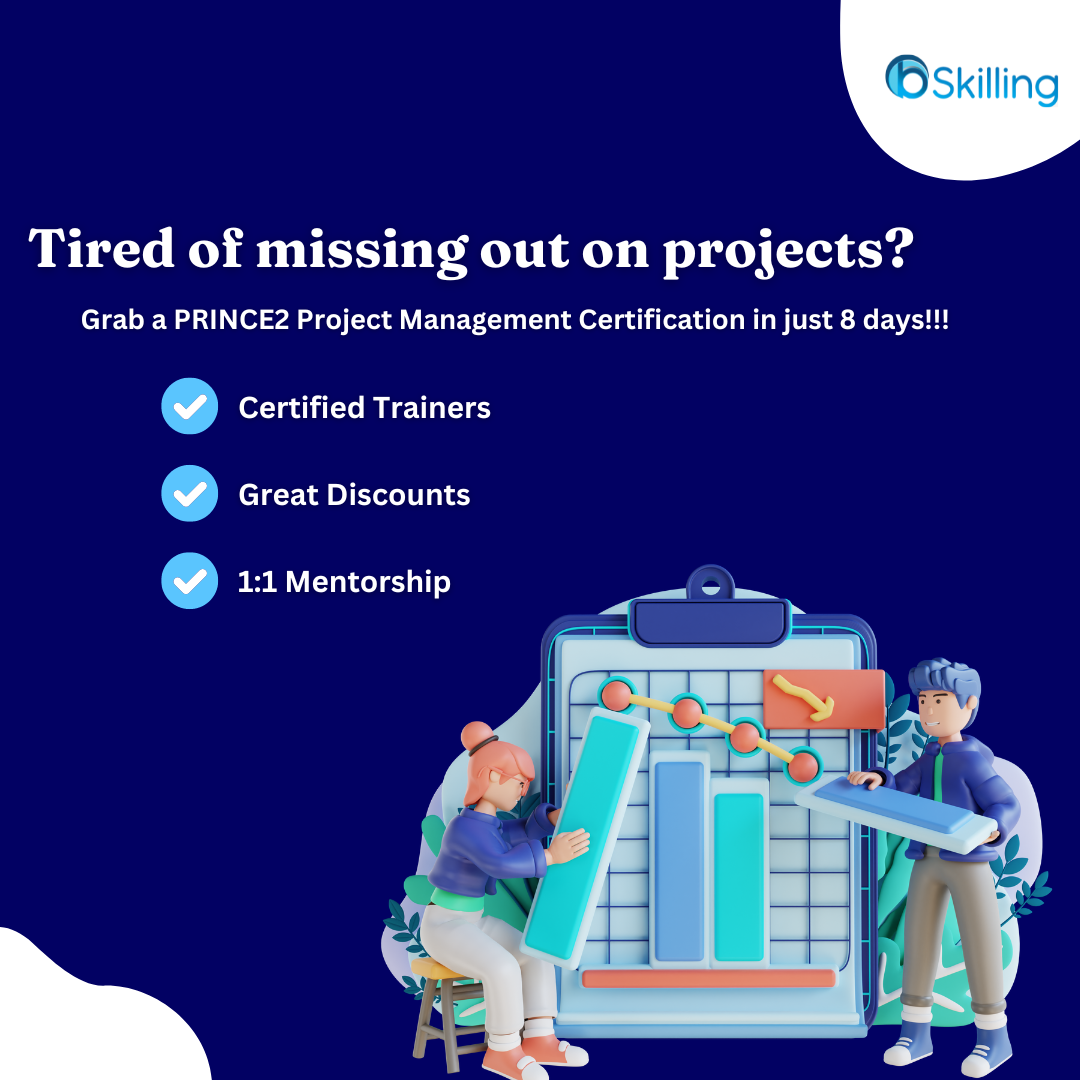 bSkilling
Tired of missing out on projects?
Grab a PRINCE2 Project Management Certification in just 8 days!!!
Certified Trainers
Great Discounts
1:1 Mentorship